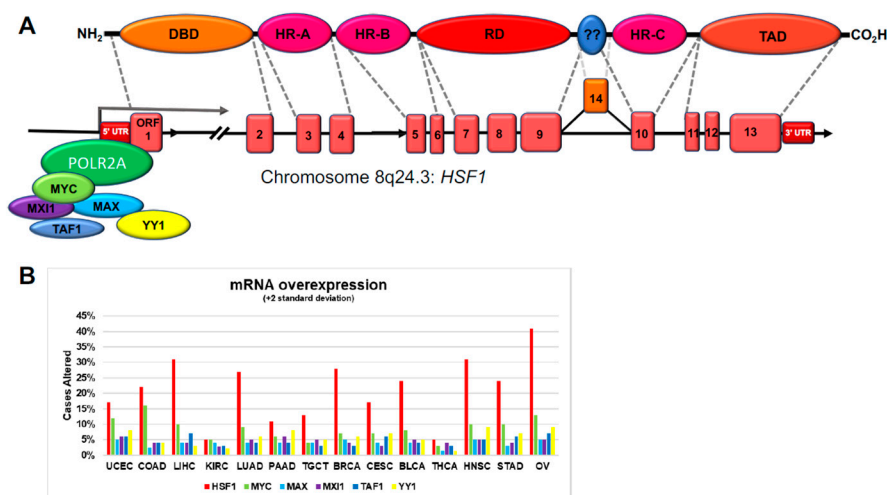 A
NH₂ DBD HR-A HR-B RD ?? HR-C TAD CO₂H
14
5' UTR ORF 1 2 3 4 5 6 7 8 9 10 11 12 13 3' UTR
POLR2A
Chromosome 8q24.3: HSF1
MYC
MXI1 MAX
TAF1 YY1
B
mRNA overexpression
(+2 standard deviation)
45%
40%
35%
30%
25%
20%
15%
10%
5%
0%
Cases Altered
UCEC COAD LIHC KIRC LUAD PAAD TGCT BRCA CESC BLCA THCA HNSC STAD OV
HSF1 MYC MAX MXI1 TAF1 YY1